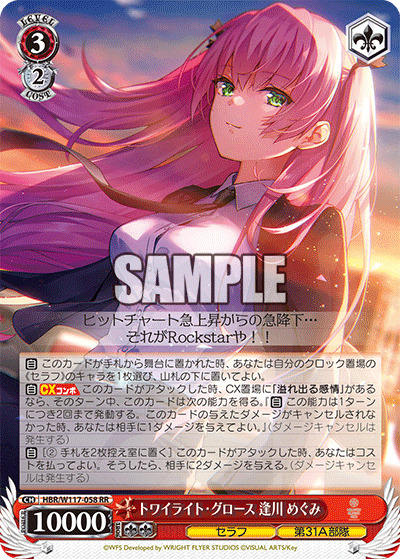 LEVEL
3
2
COST
SAMPLE
ヒットチャート急上昇からの急降下…
それがRockstarや！！
自 このカードが手札から舞台に置かれた時、あなたは自分のクロック置場の
《セラフ》のキャラを1枚選び、山札の下に置いてよい。
自 CXコンボ このカードがアタックした時、CX置場に「溢れ出る感情」があ
るなら、そのターン中、このカードは次の能力を得る。『自 この能力は1ターン
につき2回まで発動する。このカードの与えたダメージがキャンセルされ
なかった時、あなたは相手に1ダメージを与えてよい。』（ダメージキャンセルは
発生する）
自 ［② 手札を2枚控え室に置く］ このカードがアタックした時、あなたはコス
トを払ってよい。そうしたら、相手に2ダメージを与える。（ダメージキャンセル
は発生する）
CH HBR/W117-058 RR
トワイライト・グロース 逢川 めぐみ
10000
セラフ
第31A部隊
©WFS Developed by WRIGHT FLYER STUDIOS ©VISUAL ARTS/Key